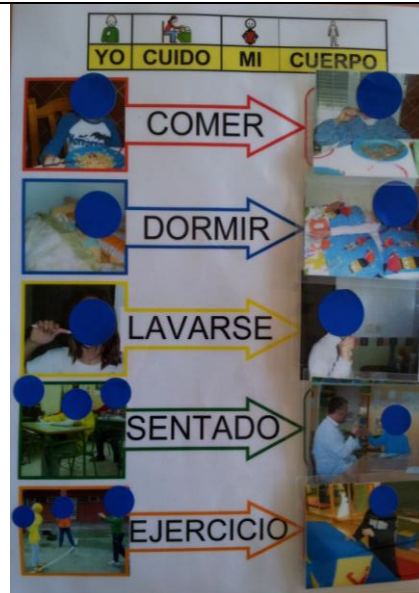 YO CUIDO MI CUERPO
COMER
DORMIR
LAVARSE
SENTADO
EJERCICIO